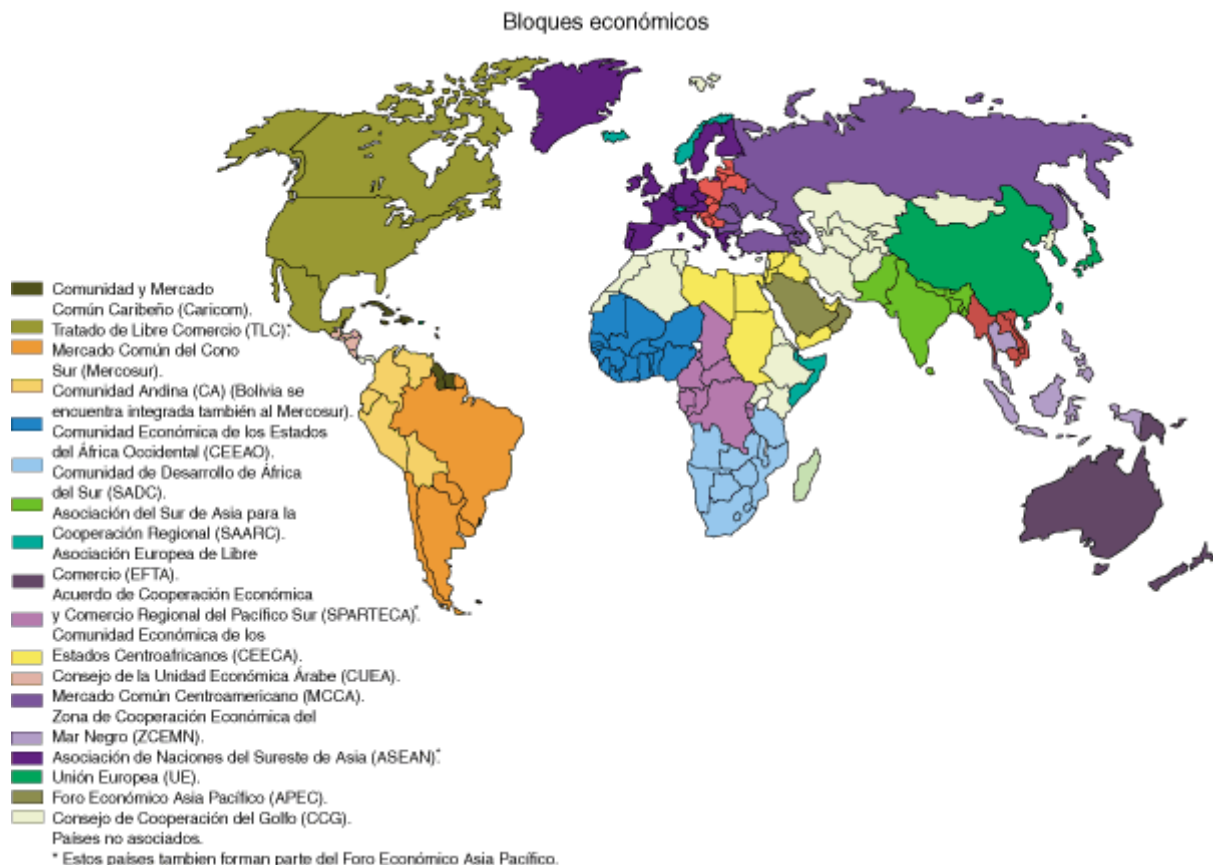 Bloques económicos
Comunidad y Mercado
Común Caribeño (Caricom).
Tratado de Libre Comercio (TLC)*.
Mercado Común del Cono
Sur (Mercosur).
Comunidad Andina (CA) (Bolivia se
encuentra integrada también al Mercosur).
Comunidad Económica de los Estados
del África Occidental (CEEAO).
Comunidad de Desarrollo de África
del Sur (SADC).
Asociación del Sur de Asia para la
Cooperación Regional (SAARC).
Asociación Europea de Libre
Comercio (EFTA).
Acuerdo de Cooperación Económica
y Comercio Regional del Pacífico Sur (SPARTECA)*.
Comunidad Económica de los
Estados Centroafricanos (CEECA).
Consejo de la Unidad Económica Árabe (CUEA).
Mercado Común Centroamericano (MCCA).
Zona de Cooperación Económica del
Mar Negro (ZCEMN).
Asociación de Naciones del Sureste de Asia (ASEAN)*.
Unión Europea (UE).
Foro Económico Asia Pacífico (APEC).
Consejo de Cooperación del Golfo (CCG).
Países no asociados.
* Estos países tambien forman parte del Foro Económico Asia Pacífico.